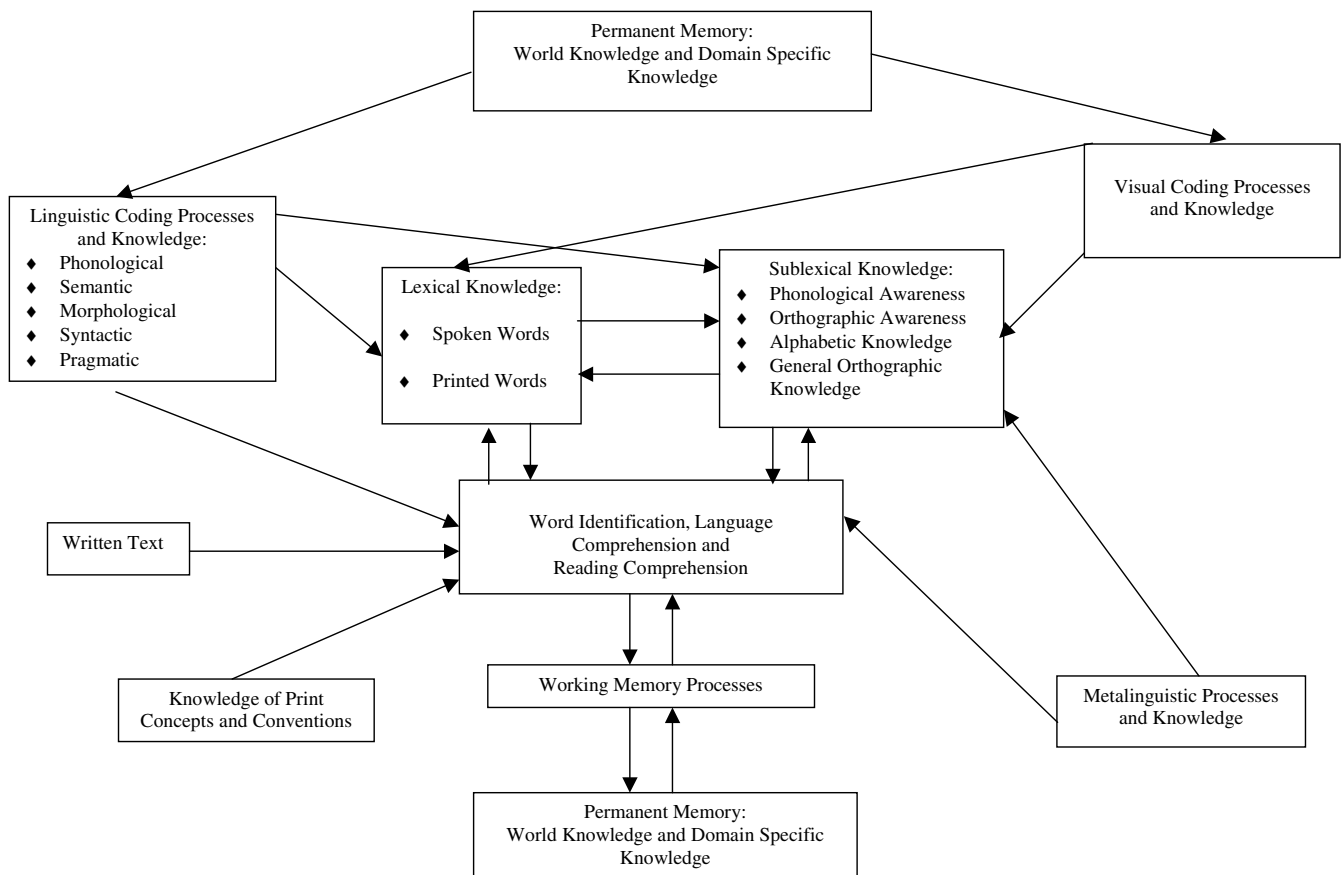 Permanent Memory:
World Knowledge and Domain Specific
Knowledge
Visual Coding Processes
and Knowledge
Linguistic Coding Processes
and Knowledge:
♦ Phonological
♦ Semantic
♦ Morphological
♦ Syntactic
♦ Pragmatic
Lexical Knowledge:
♦ Spoken Words
♦ Printed Words
Sublexical Knowledge:
♦ Phonological Awareness
♦ Orthographic Awareness
♦ Alphabetic Knowledge
♦ General Orthographic
Knowledge
Word Identification, Language
Comprehension and
Reading Comprehension
Written Text
Knowledge of Print
Concepts and Conventions
Working Memory Processes
Metalinguistic Processes
and Knowledge
Permanent Memory:
World Knowledge and Domain Specific
Knowledge